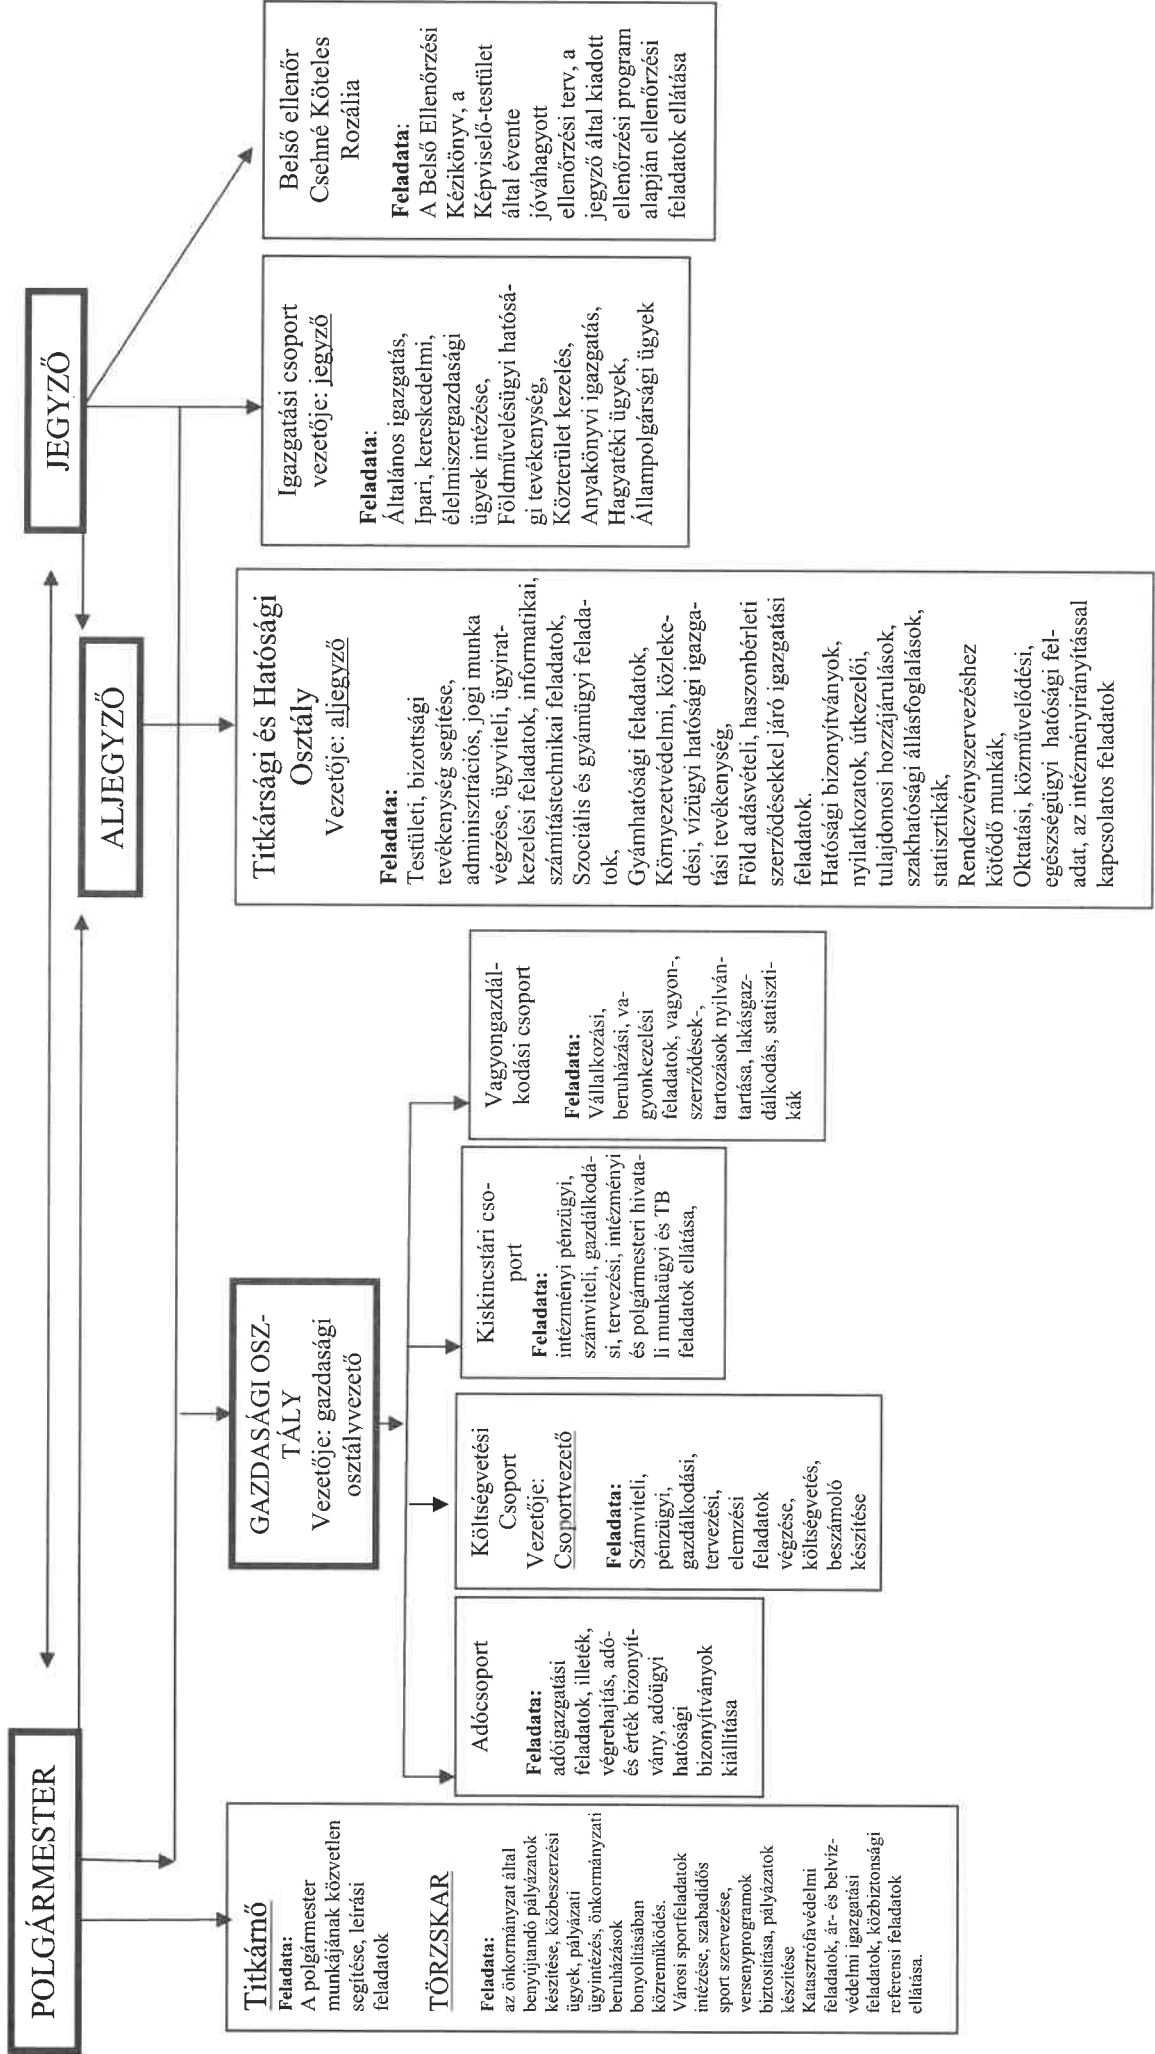 POLGÁRMESTER
JEGYZŐ
ALJEGYZŐ
Titkárnő
Feladata:
A polgármester
munkájának közvetlen
segítése, leírási
feladatok
TÖRZSKAR
Feladata:
az önkormányzat által
benyújtandó pályázatok
készítése, közbeszerzési
ügyek, pályázati
ügyintézés, önkormányzati
beruházások
bonyolításában
közreműködés.
Városi sportfeladatok
intézése, szabadidős
sport szervezése,
versenyprogramok
biztosítása, pályázatok
készítése
Katasztrófavédelmi
feladatok, ár- és belvíz-
védelmi igazgatási
feladatok, közbiztonsági
referensi feladatok
ellátása.
GAZDASÁGI OSZ-
TÁLY
Vezetője: gazdasági
osztályvezető
Adócsoport
Feladata:
adóigazgatási
feladatok, illeték,
végrehajtás, adó-
és érték bizonyít-
vány, adóügyi
hatósági
bizonyítványok
kiállítása
Költségvetési
Csoport
Vezetője:
Csoportvezető
Feladata:
Számviteli,
pénzügyi,
gazdálkodási,
tervezési,
elemzési
feladatok
végzése,
költségvetés,
beszámoló
készítése
Kiskincstári cso-
port
Feladata:
intézményi pénzügyi,
számviteli, gazdálkodá-
si, tervezési, intézményi
és polgármesteri hivata-
li munkaügyi és TB
feladatok ellátása,
Vagyongazdál-
kodási csoport
Feladata:
Vállalkozási,
beruházási, va-
gyonkezelési
feladatok, vagyon-,
szerződések-,
tartozások nyilván-
tartása, lakásgaz-
dálkodás, statiszti-
kák
Titkársági és Hatósági
Osztály
Vezetője: aljegyző
Feladata:
Testületi, bizottsági
tevékenység segítése,
adminisztrációs, jogi munka
végzése, ügyviteli, ügyirat-
kezelési feladatok, informatikai,
számítástechnikai feladatok,
Szociális és gyámügyi felada-
tok,
Gyámhatósági feladatok,
Környezetvédelmi, közleke-
dési, vízügyi hatósági igazga-
tási tevékenység,
Föld adásvételi, haszonbérleti
szerződésekkel járó igazgatási
feladatok.
Hatósági bizonyítványok,
nyilatkozatok, útkezelői,
tulajdonosi hozzájárulások,
szakhatósági állásfoglalások,
statisztikák,
Rendezvényszervezéshez
kötődő munkák,
Oktatási, közművelődési,
egészségügyi hatósági fel-
adat, az intézményirányítással
kapcsolatos feladatok
Igazgatási csoport
vezetője: jegyző
Feladata:
Általános igazgatás,
Ipari, kereskedelmi,
élelmiszergazdasági
ügyek intézése,
Földművelésügyi hatósá-
gi tevékenység,
Közterület kezelés,
Anyakönyvi igazgatás,
Hagyatéki ügyek,
Állampolgársági ügyek
Belső ellenőr
Csehné Köteles
Rozália
Feladata:
A Belső Ellenőrzési
Kézikönyv, a
Képviselő-testület
által évente
jóváhagyott
ellenőrzési terv, a
jegyző által kiadott
ellenőrzési program
alapján ellenőrzési
feladatok ellátása